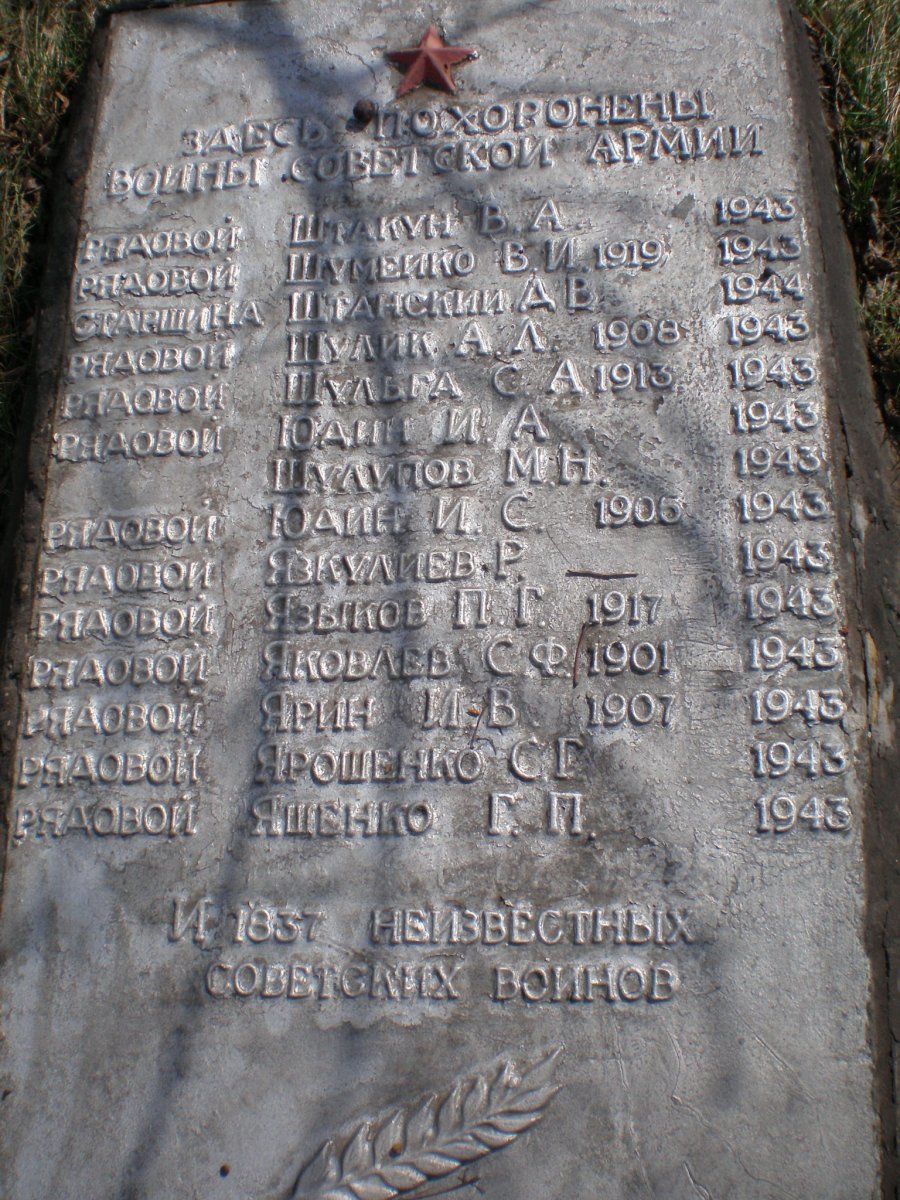 ЗДЕСЬ ПОХОРОНЕНЫ
ВОИНЫ СОВЕТСКОЙ АРМИИ
РЯДОВОЙ ШТАКУН В. А. 1943
РЯДОВОЙ ШУМЕЙКО В. И. 1919 1943
СТАРШИНА ШТАНСКИЙ Д В 1944
РЯДОВОЙ ШУЛИК А. Л. 1908 1943
РЯДОВОЙ ШУЛЬГА С. А 1913 1943
РЯДОВОЙ ЮДИН И. А 1943
ШУЛИПОВ М. Н. 1943
РЯДОВОЙ ЮДИН И. С. 1905 1943
РЯДОВОЙ ЯЗКУЛИЕВ Р. 1943
РЯДОВОЙ ЯЗЫКОВ П. Г. 1917 1943
РЯДОВОЙ ЯКОВЛЕВ С. Ф. 1901 1943
РЯДОВОЙ ЯРИН И. В. 1907 1943
РЯДОВОЙ ЯРОШЕНКО С Г 1943
РЯДОВОЙ ЯЩЕНКО Г. П. 1943
И 1837 НЕИЗВЕСТНЫХ
СОВЕТСКИХ ВОИНОВ